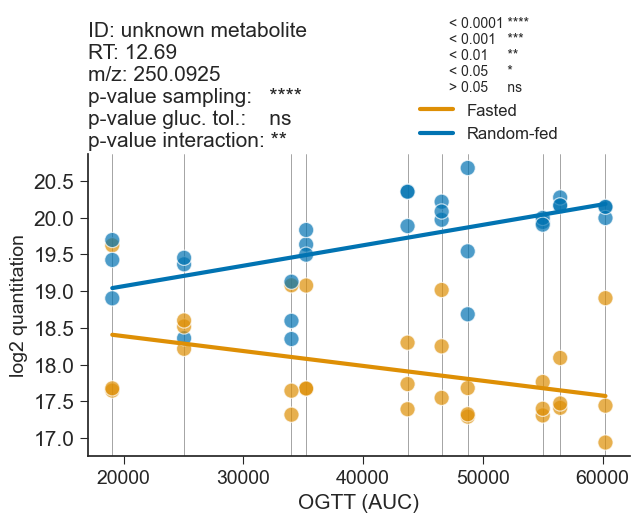 ID: unknown metabolite
RT: 12.69
m/z: 250.0925
p-value sampling: ****
p-value gluc. tol.: ns
p-value interaction: **
< 0.0001 ****
< 0.001 ***
< 0.01 **
< 0.05 *
> 0.05 ns
Fasted
Random-fed
log2 quantitation
20.5
20.0
19.5
19.0
18.5
18.0
17.5
17.0
20000 30000 40000 50000 60000
OGTT (AUC)